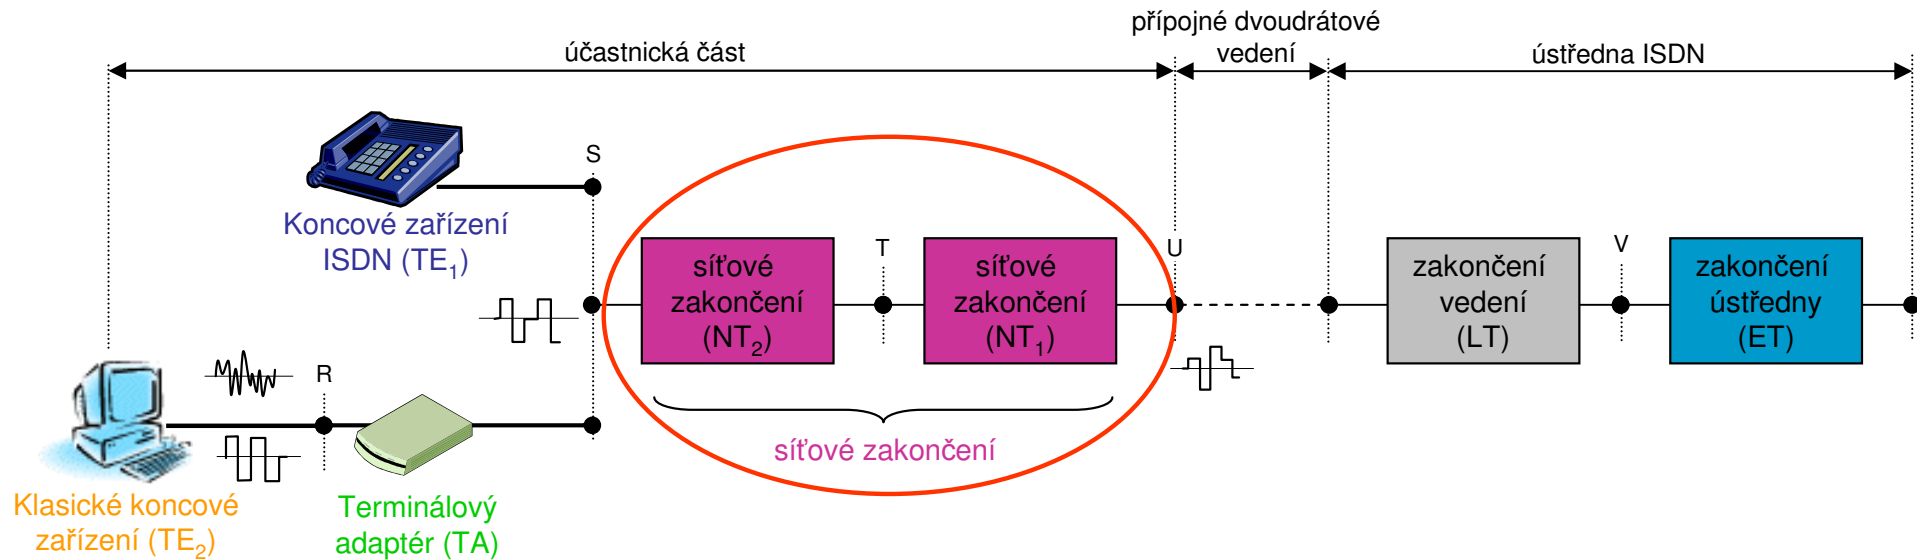 přípojné dvoudrátové
vedení
účastnická část
ústředna ISDN
S
Koncové zařízení
ISDN (TE1)
síťové
zakončení
(NT2)
T
síťové
zakončení
(NT1)
U
zakončení
vedení
(LT)
V
zakončení
ústředny
(ET)
R
síťové zakončení
Klasické koncové
zařízení (TE2)
Terminálový
adaptér (TA)